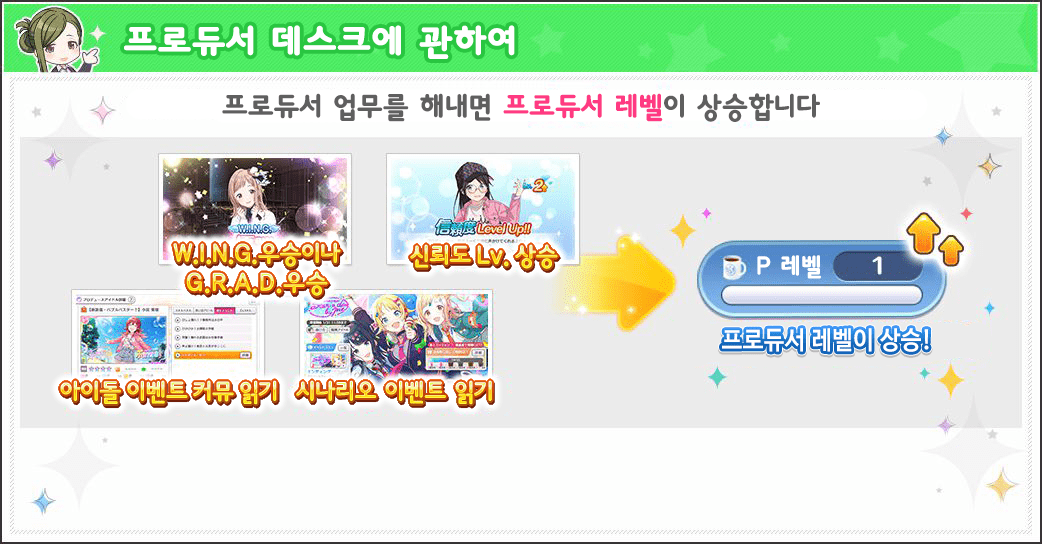 프로듀서 데스크에 관하여
프로듀서 업무를 해내면 프로듀서 레벨이 상승합니다
W.I.N.G.
W.I.N.G.우승이나
G.R.A.D.우승
2
信頼度 Level Up!!
신뢰도 Lv. 상승
아이돌 이벤트 커뮤 읽기
시나리오 이벤트 읽기
P 레벨 1
프로듀서 레벨이 상승!